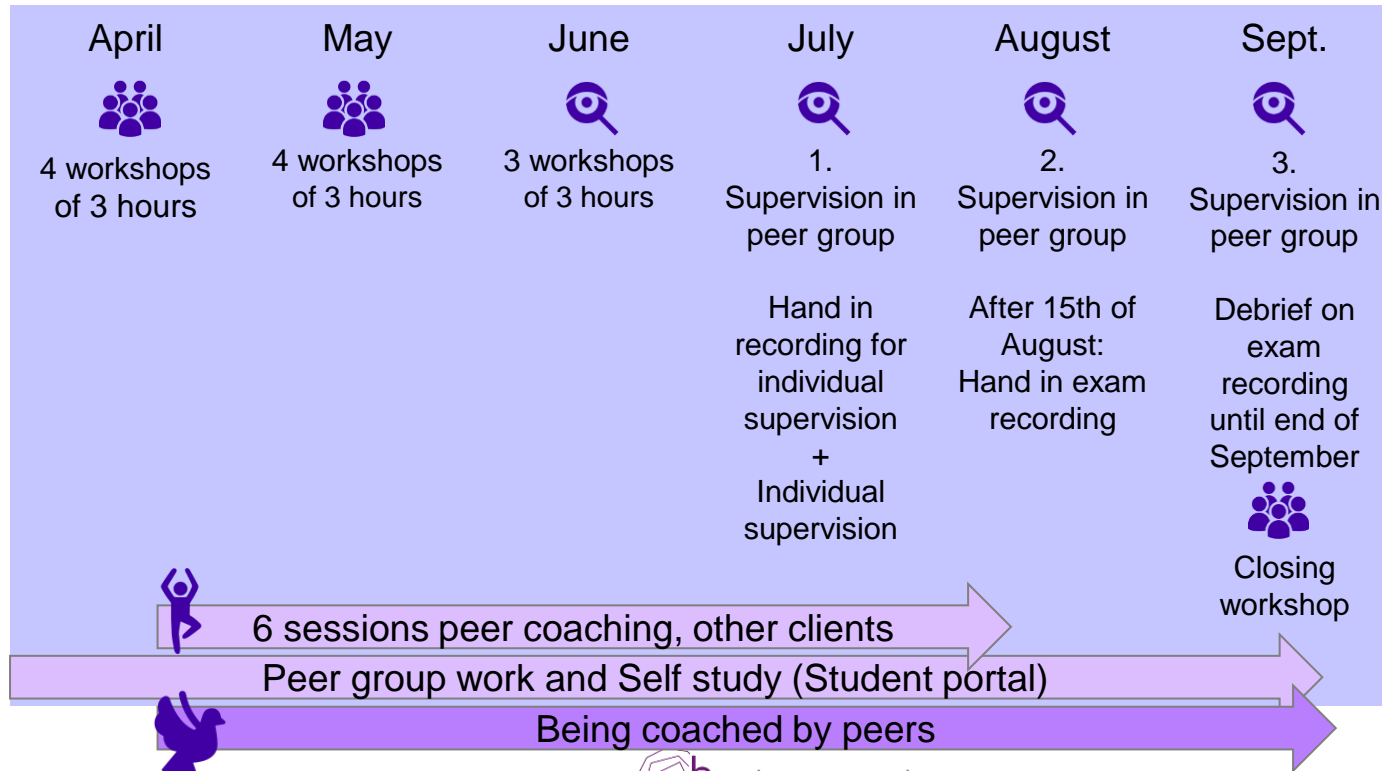 April
4 workshops
of 3 hours
May
4 workshops
of 3 hours
June
3 workshops
of 3 hours
July
1.
Supervision in
peer group
Hand in
recording for
individual
supervision
+
Individual
supervision
August
2.
Supervision in
peer group
After 15th of
August:
Hand in exam
recording
Sept.
3.
Supervision in
peer group
Debrief on
exam
recording
until end of
September
Closing
workshop
6 sessions peer coaching, other clients
Peer group work and Self study (Student portal)
Being coached by peers